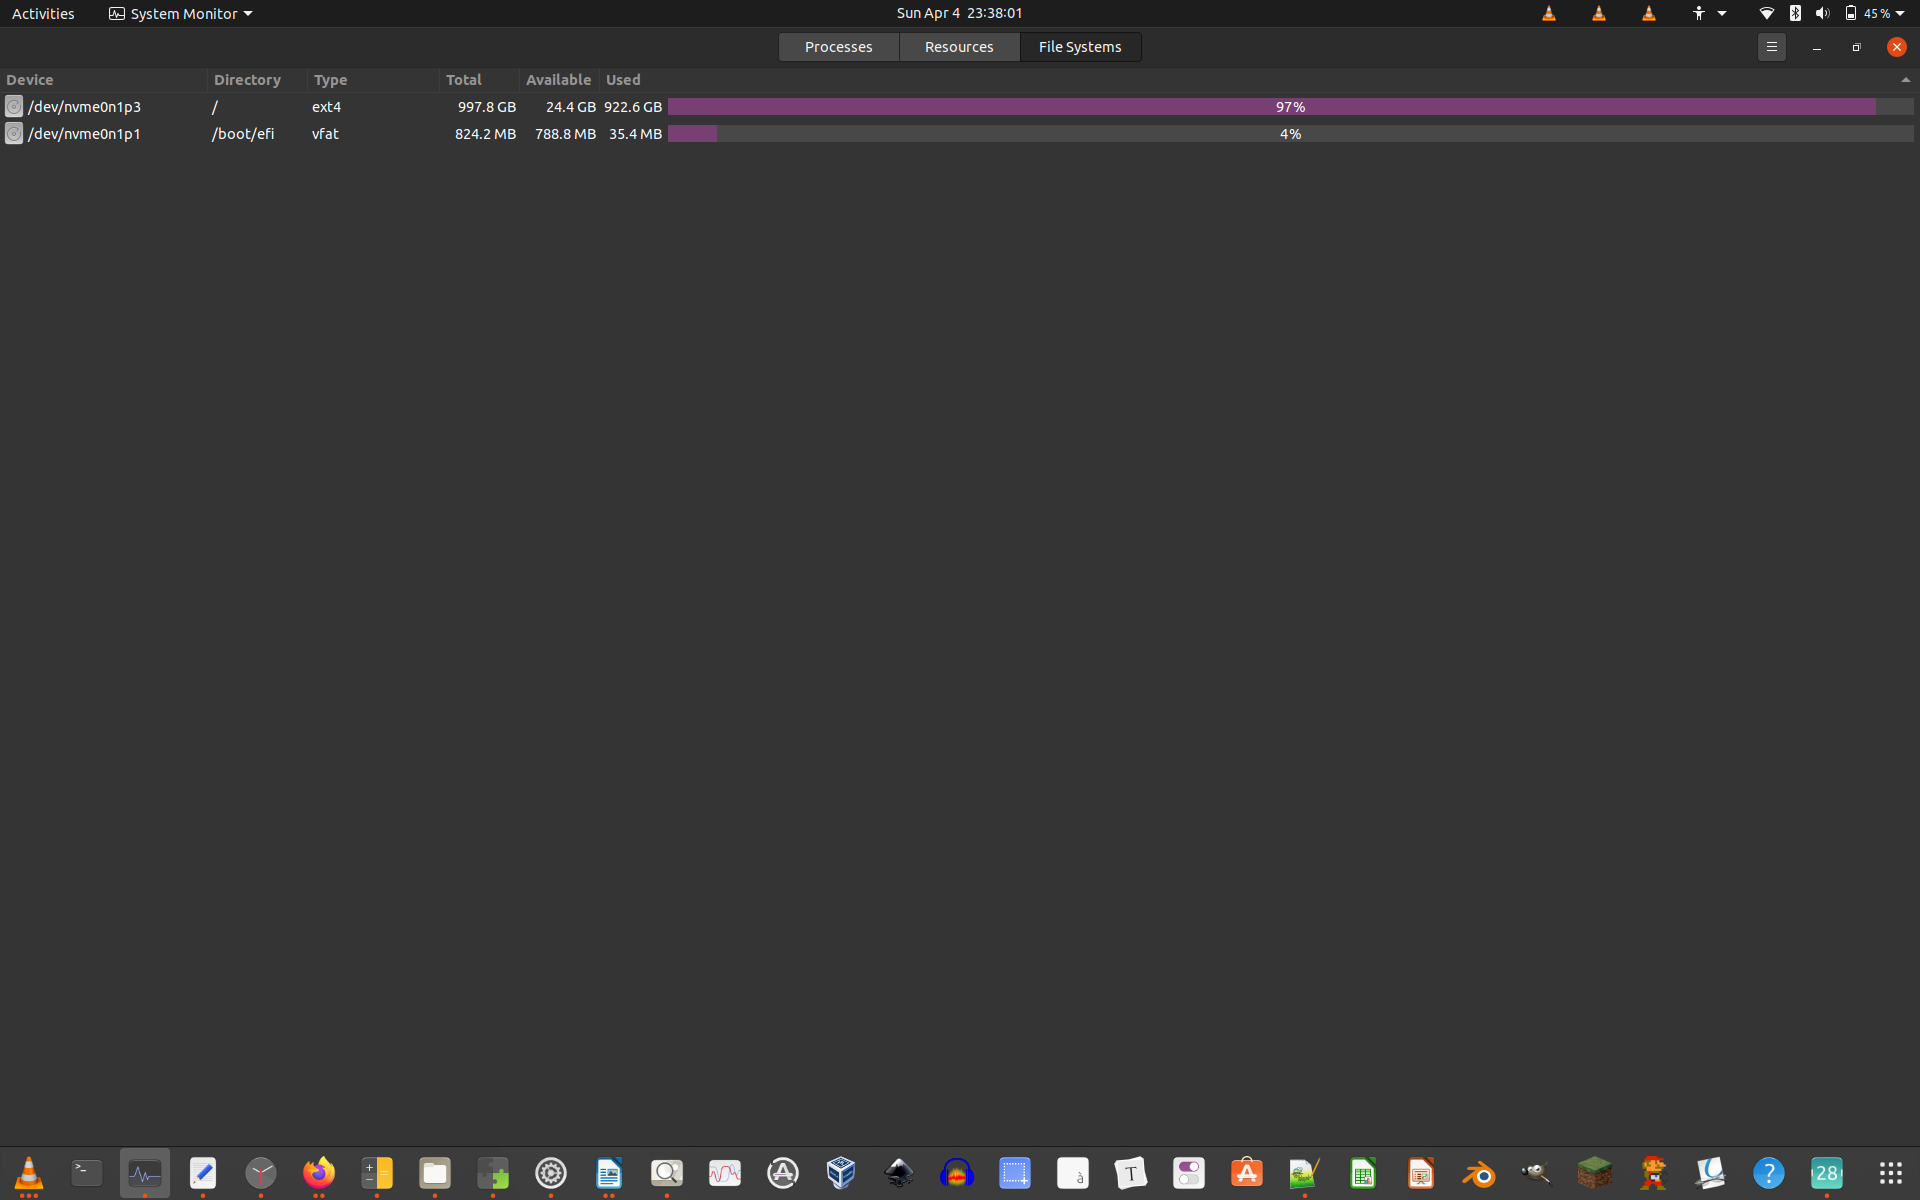 Activities System Monitor Sun Apr 4 23:38:01 45 %
Processes Resources File Systems
Device Directory Type Total Available Used
/dev/nvme0n1p3 / ext4 997.8 GB 24.4 GB 922.6 GB 97%
/dev/nvme0n1p1 /boot/efi vfat 824.2 MB 788.8 MB 35.4 MB 4%
>_ + − à T ? 28